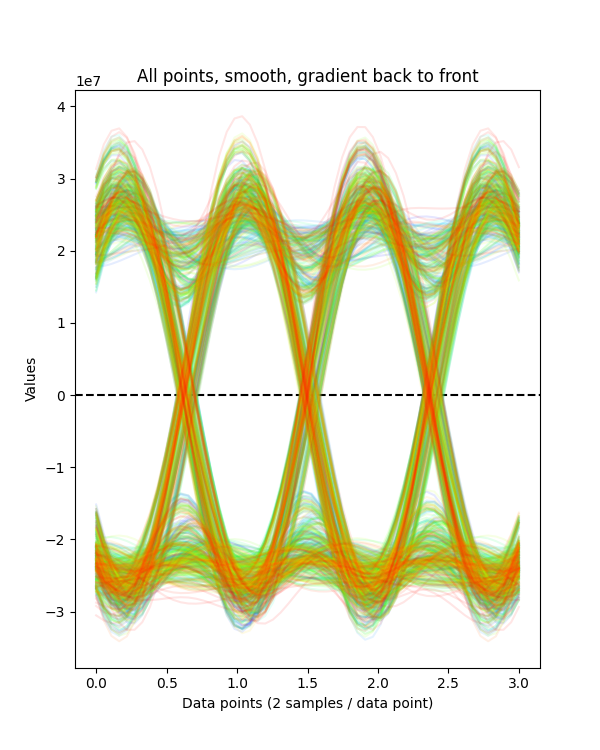 All points, smooth, gradient back to front
1e7
4
3
2
1
0
−1
−2
−3
Values
0.0 0.5 1.0 1.5 2.0 2.5 3.0
Data points (2 samples / data point)